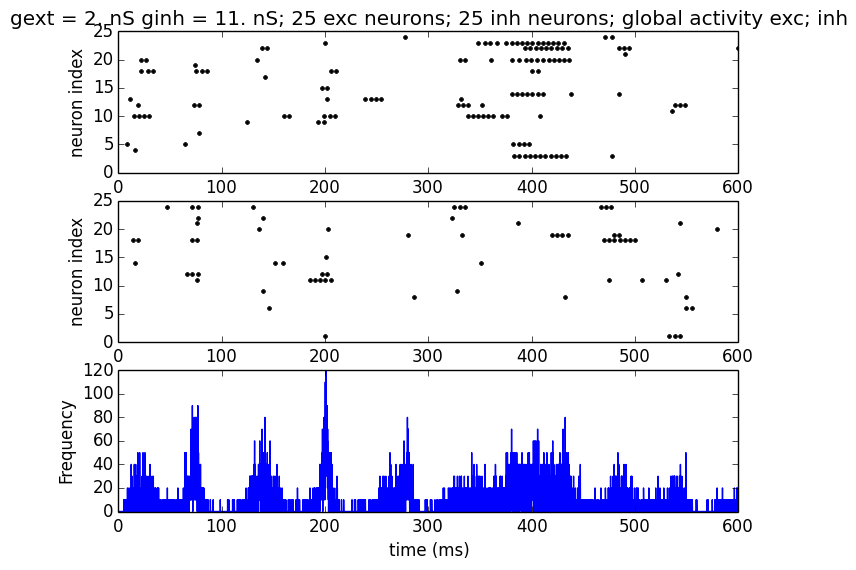 gext = 2. nS ginh = 11. nS; 25 exc neurons; 25 inh neurons; global activity exc; inh
25
20
15
10
5
0
neuron index
0 100 200 300 400 500 600
25
20
15
10
5
0
neuron index
0 100 200 300 400 500 600
120
100
80
60
40
20
0
Frequency
0 100 200 300 400 500 600
time (ms)